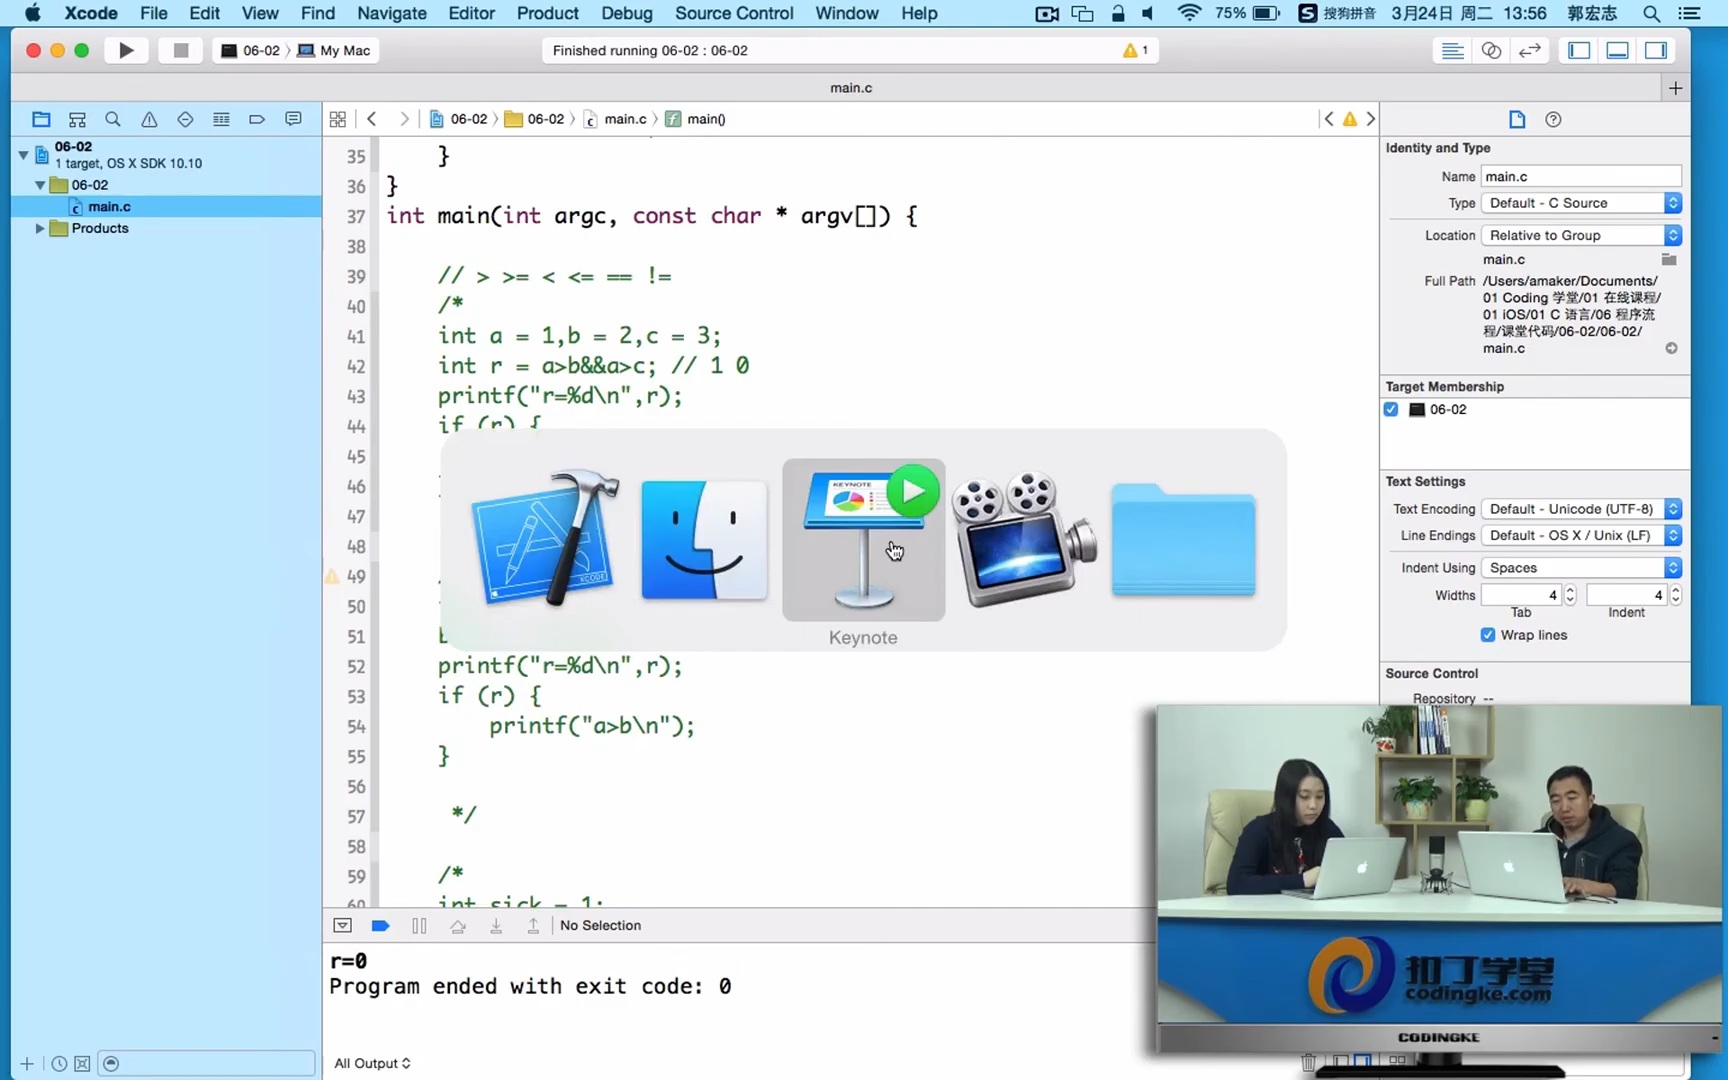 Xcode File Edit View Find Navigate Editor Product Debug Source Control Window Help 75% S 搜狗拼音 3月24日 周二 13:56 郭宏志
06-02 〉 My Mac
Finished running 06-02 : 06-02
1
main.c
06-02 〉 06-02 〉 main.c 〉 f main()
06-02
1 target, OS X SDK 10.10
06-02
main.c
Products
35 }
36 }
37 int main(int argc, const char * argv[]) {
38
39 // > >= < <= == !=
40 /*
41 int a = 1,b = 2,c = 3;
42 int r = a>b&&a>c; // 1 0
43 printf("r=%d\n",r);
44 if (r) {
45
46
47
48
49
50
51
52 printf("r=%d\n",r);
53 if (r) {
54 printf("a>b\n");
55 }
56
57 */
58
59 /*
60 int sick = 1;
KEYNOTE
XCODE
Keynote
No Selection
r=0
Program ended with exit code: 0
All Output
Identity and Type
Name main.c
Type Default - C Source
Location Relative to Group
main.c
Full Path /Users/amaker/Documents/
01 Coding 学堂/01 在线课程/
01 iOS/01 C 语言/06 程序流
程/课堂代码/06-02/06-02/
main.c
Target Membership
06-02
Text Settings
Text Encoding Default - Unicode (UTF-8)
Line Endings Default - OS X / Unix (LF)
Indent Using Spaces
Widths 4 4
Tab Indent
Wrap lines
Source Control
Repository --
扣丁学堂
codingke.com
CODINGKE